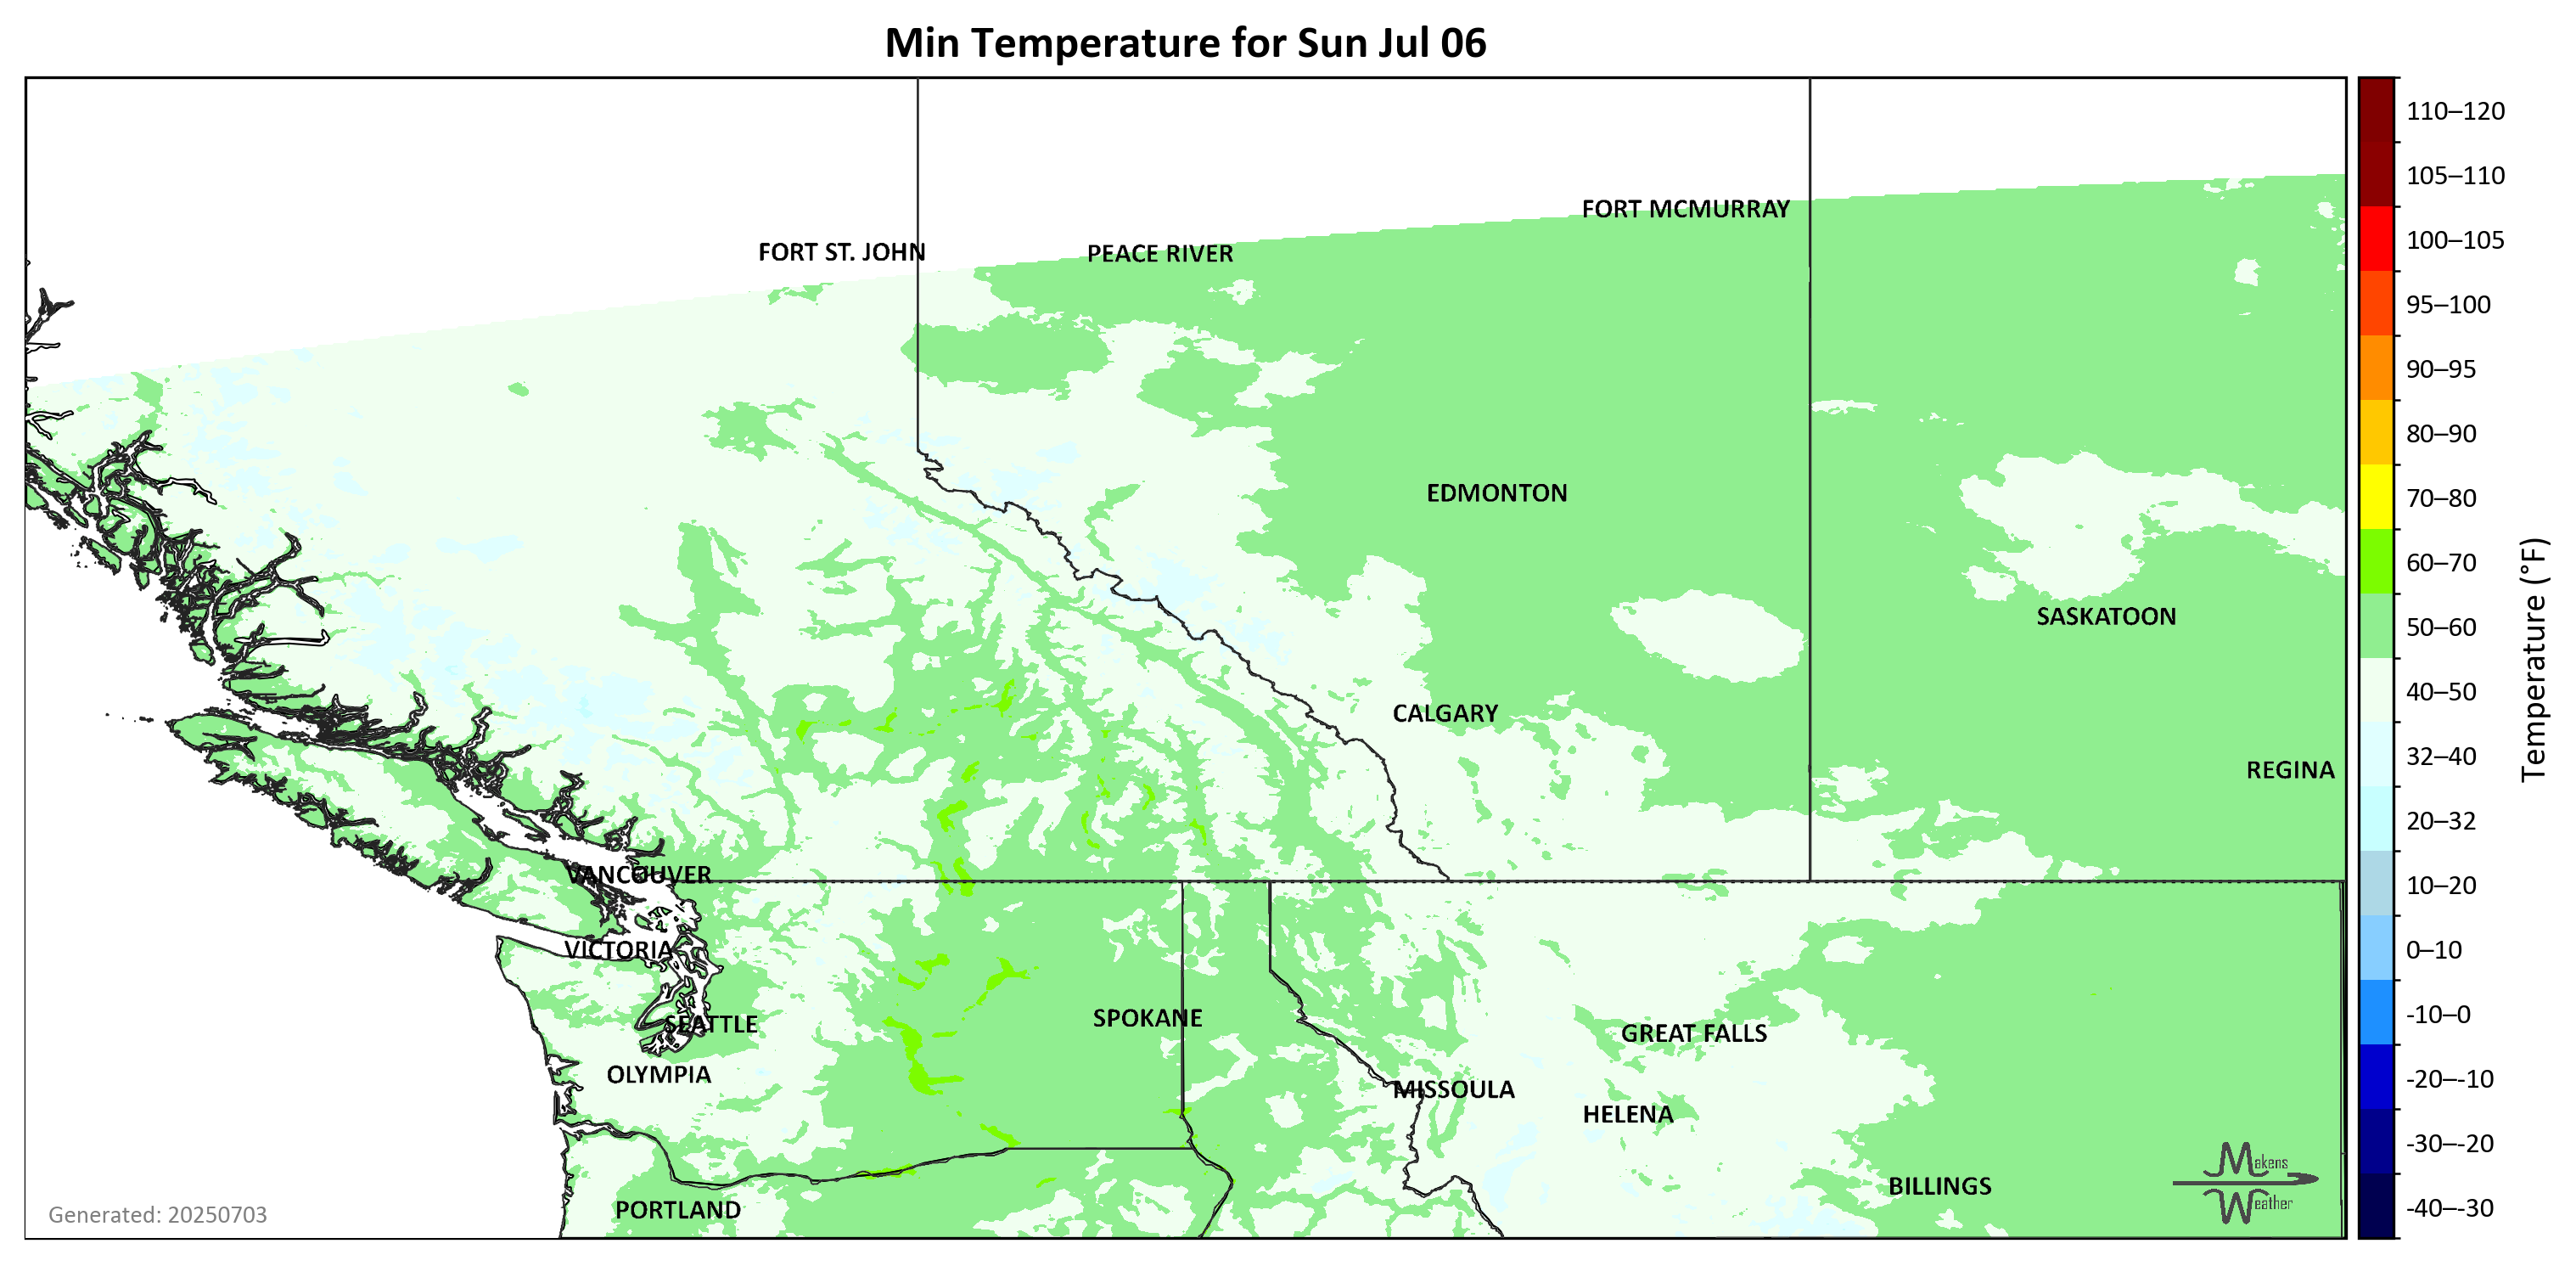 Min Temperature for Sun Jul 06
110–120
105–110
FORT MCMURRAY
100–105
FORT ST. JOHN
PEACE RIVER
95–100
90–95
80–90
EDMONTON
70–80
60–70
SASKATOON
50–60
Temperature (°F)
40–50
CALGARY
32–40
REGINA
20–32
VANCOUVER
10–20
VICTORIA
0–10
SEATTLE
SPOKANE
-10–0
GREAT FALLS
OLYMPIA
-20–-10
MISSOULA
HELENA
-30–-20
Makens
BILLINGS
Weather
PORTLAND
-40–-30
Generated: 20250703